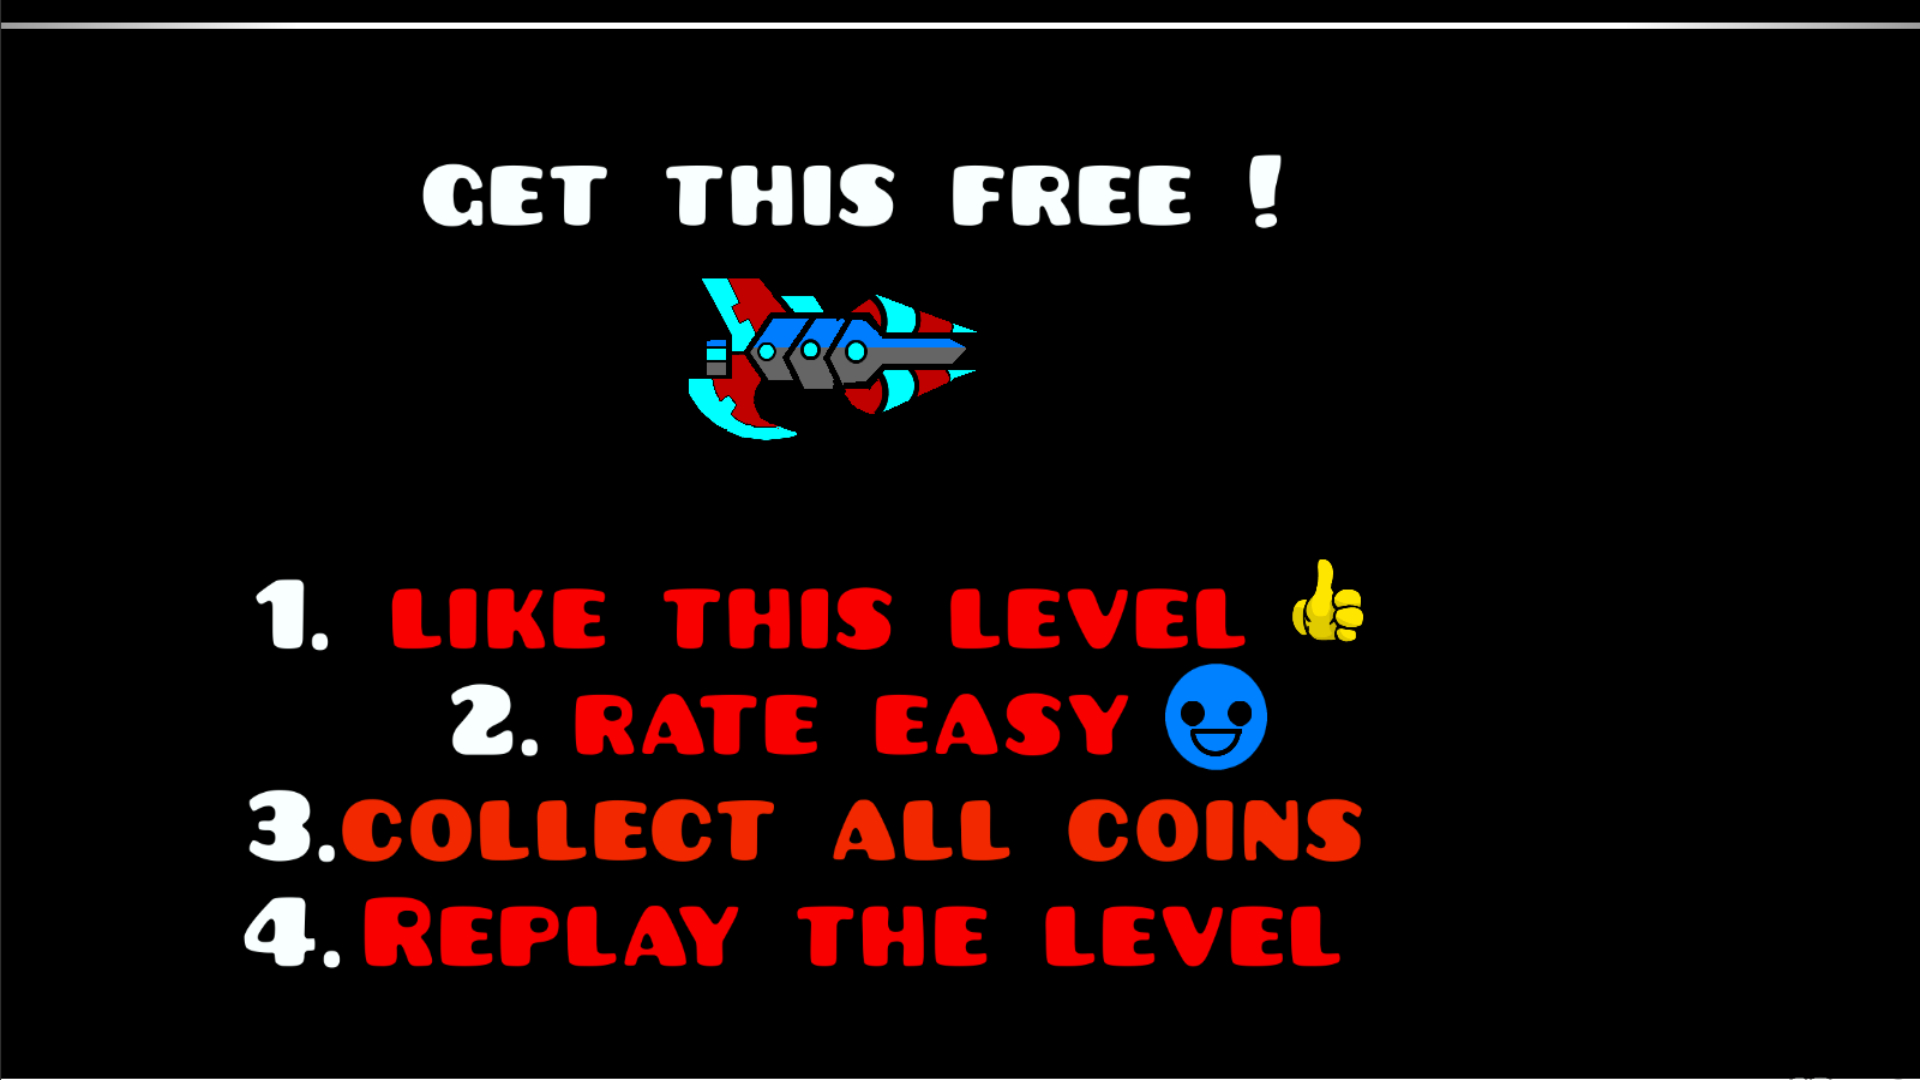 GET THIS FREE !
1. LIKE THIS LEVEL
2. RATE EASY
3.COLLECT ALL COINS
4. REPLAY THE LEVEL